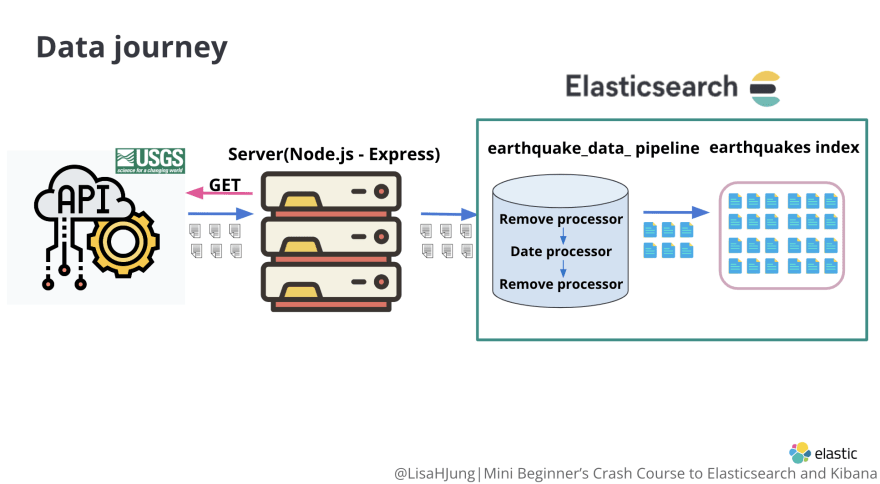 Data journey
Elasticsearch
USGS
science for a changing world
API
GET
Server(Node.js - Express)
earthquake_data_ pipeline
earthquakes index
Remove processor
Date processor
Remove processor
elastic
@LisaHJung|Mini Beginner's Crash Course to Elasticsearch and Kibana